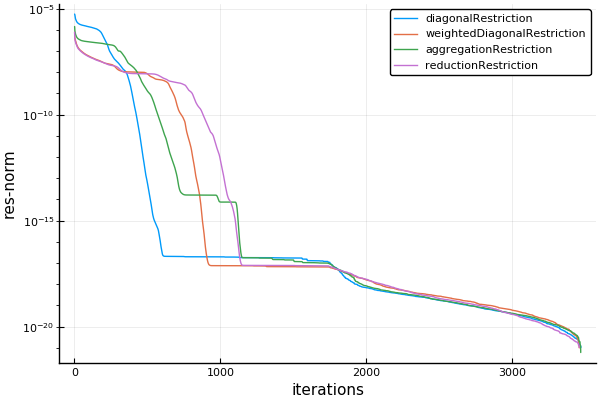 10⁻⁵
10⁻¹⁰
10⁻¹⁵
10⁻²⁰
res-norm
diagonalRestriction
weightedDiagonalRestriction
aggregationRestriction
reductionRestriction
0 1000 2000 3000
iterations